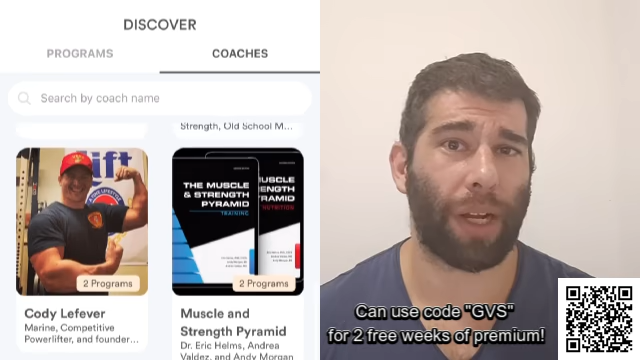 DISCOVER
PROGRAMS
COACHES
Search by coach name
Strength, Old School M...
lift
THE MUSCLE
& STRENGTH
PYRAMID
TRAINING
MUSCLE
NUTRITION
2 Programs
2 Programs
Cody Lefever
Marine, Competitive
Powerlifter, and founder...
Muscle and
Strength Pyramid
Dr. Eric Helms, Andrea
Valdez, and Andy Morgan
Can use code "GVS"
for 2 free weeks of premium!